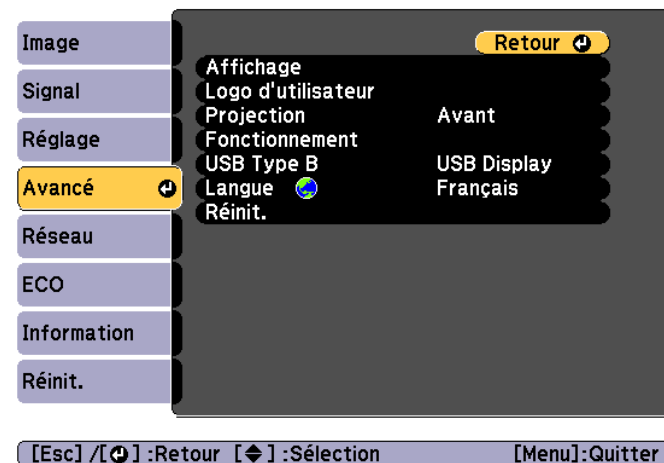 Image
Signal
Réglage
Avancé
Réseau
ECO
Information
Réinit.
Retour
Affichage
Logo d'utilisateur
Projection Avant
Fonctionnement
USB Type B USB Display
Langue Français
Réinit.
[Esc] /[ ] :Retour [ ] :Sélection [Menu]:Quitter